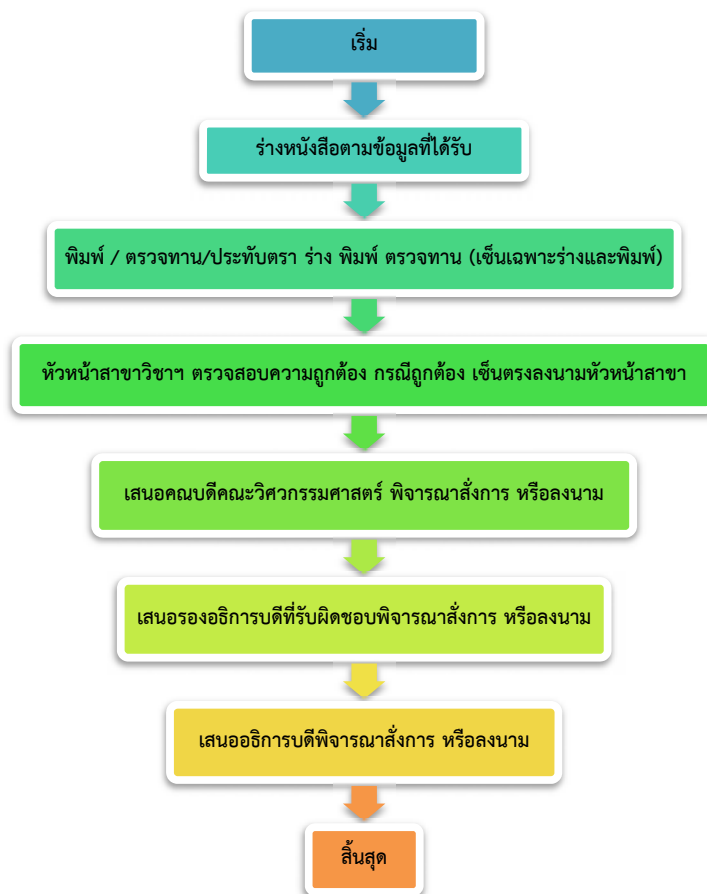 เริ่ม
ร่างหนังสือตามข้อมูลที่ได้รับ
พิมพ์ / ตรวจทาน/ประทับตรา ร่าง พิมพ์ ตรวจทาน (เซ็นเฉพาะร่างและพิมพ์)
หัวหน้าสาขาวิชาฯ ตรวจสอบความถูกต้อง กรณีถูกต้อง เซ็นตรงลงนามหัวหน้าสาขา
เสนอคณบดีคณะวิศวกรรมศาสตร์ พิจารณาสั่งการ หรือลงนาม
เสนอรองอธิการบดีที่รับผิดชอบพิจารณาสั่งการ หรือลงนาม
เสนออธิการบดีพิจารณาสั่งการ หรือลงนาม
สิ้นสุด